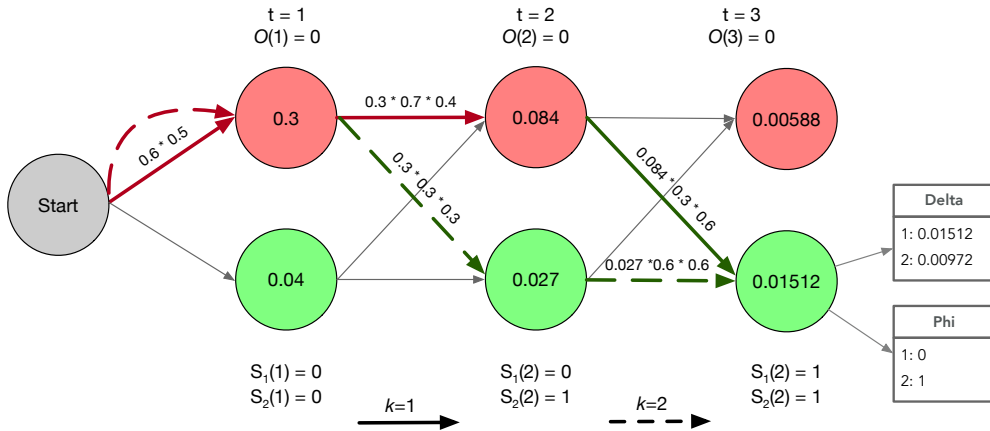 t = 1
O(1) = 0
t = 2
O(2) = 0
t = 3
O(3) = 0
Start
0.6 * 0.5
0.3
0.3 * 0.7 * 0.4
0.3 * 0.3 * 0.3
0.084
0.084 * 0.3 * 0.6
0.00588
0.04
0.027
0.027 *0.6 * 0.6
0.01512
Delta
1: 0.01512
2: 0.00972
Phi
1: 0
2: 1
S₁(1) = 0
S₂(1) = 0
S₁(2) = 0
S₂(2) = 1
S₁(2) = 1
S₂(2) = 1
k=1
k=2